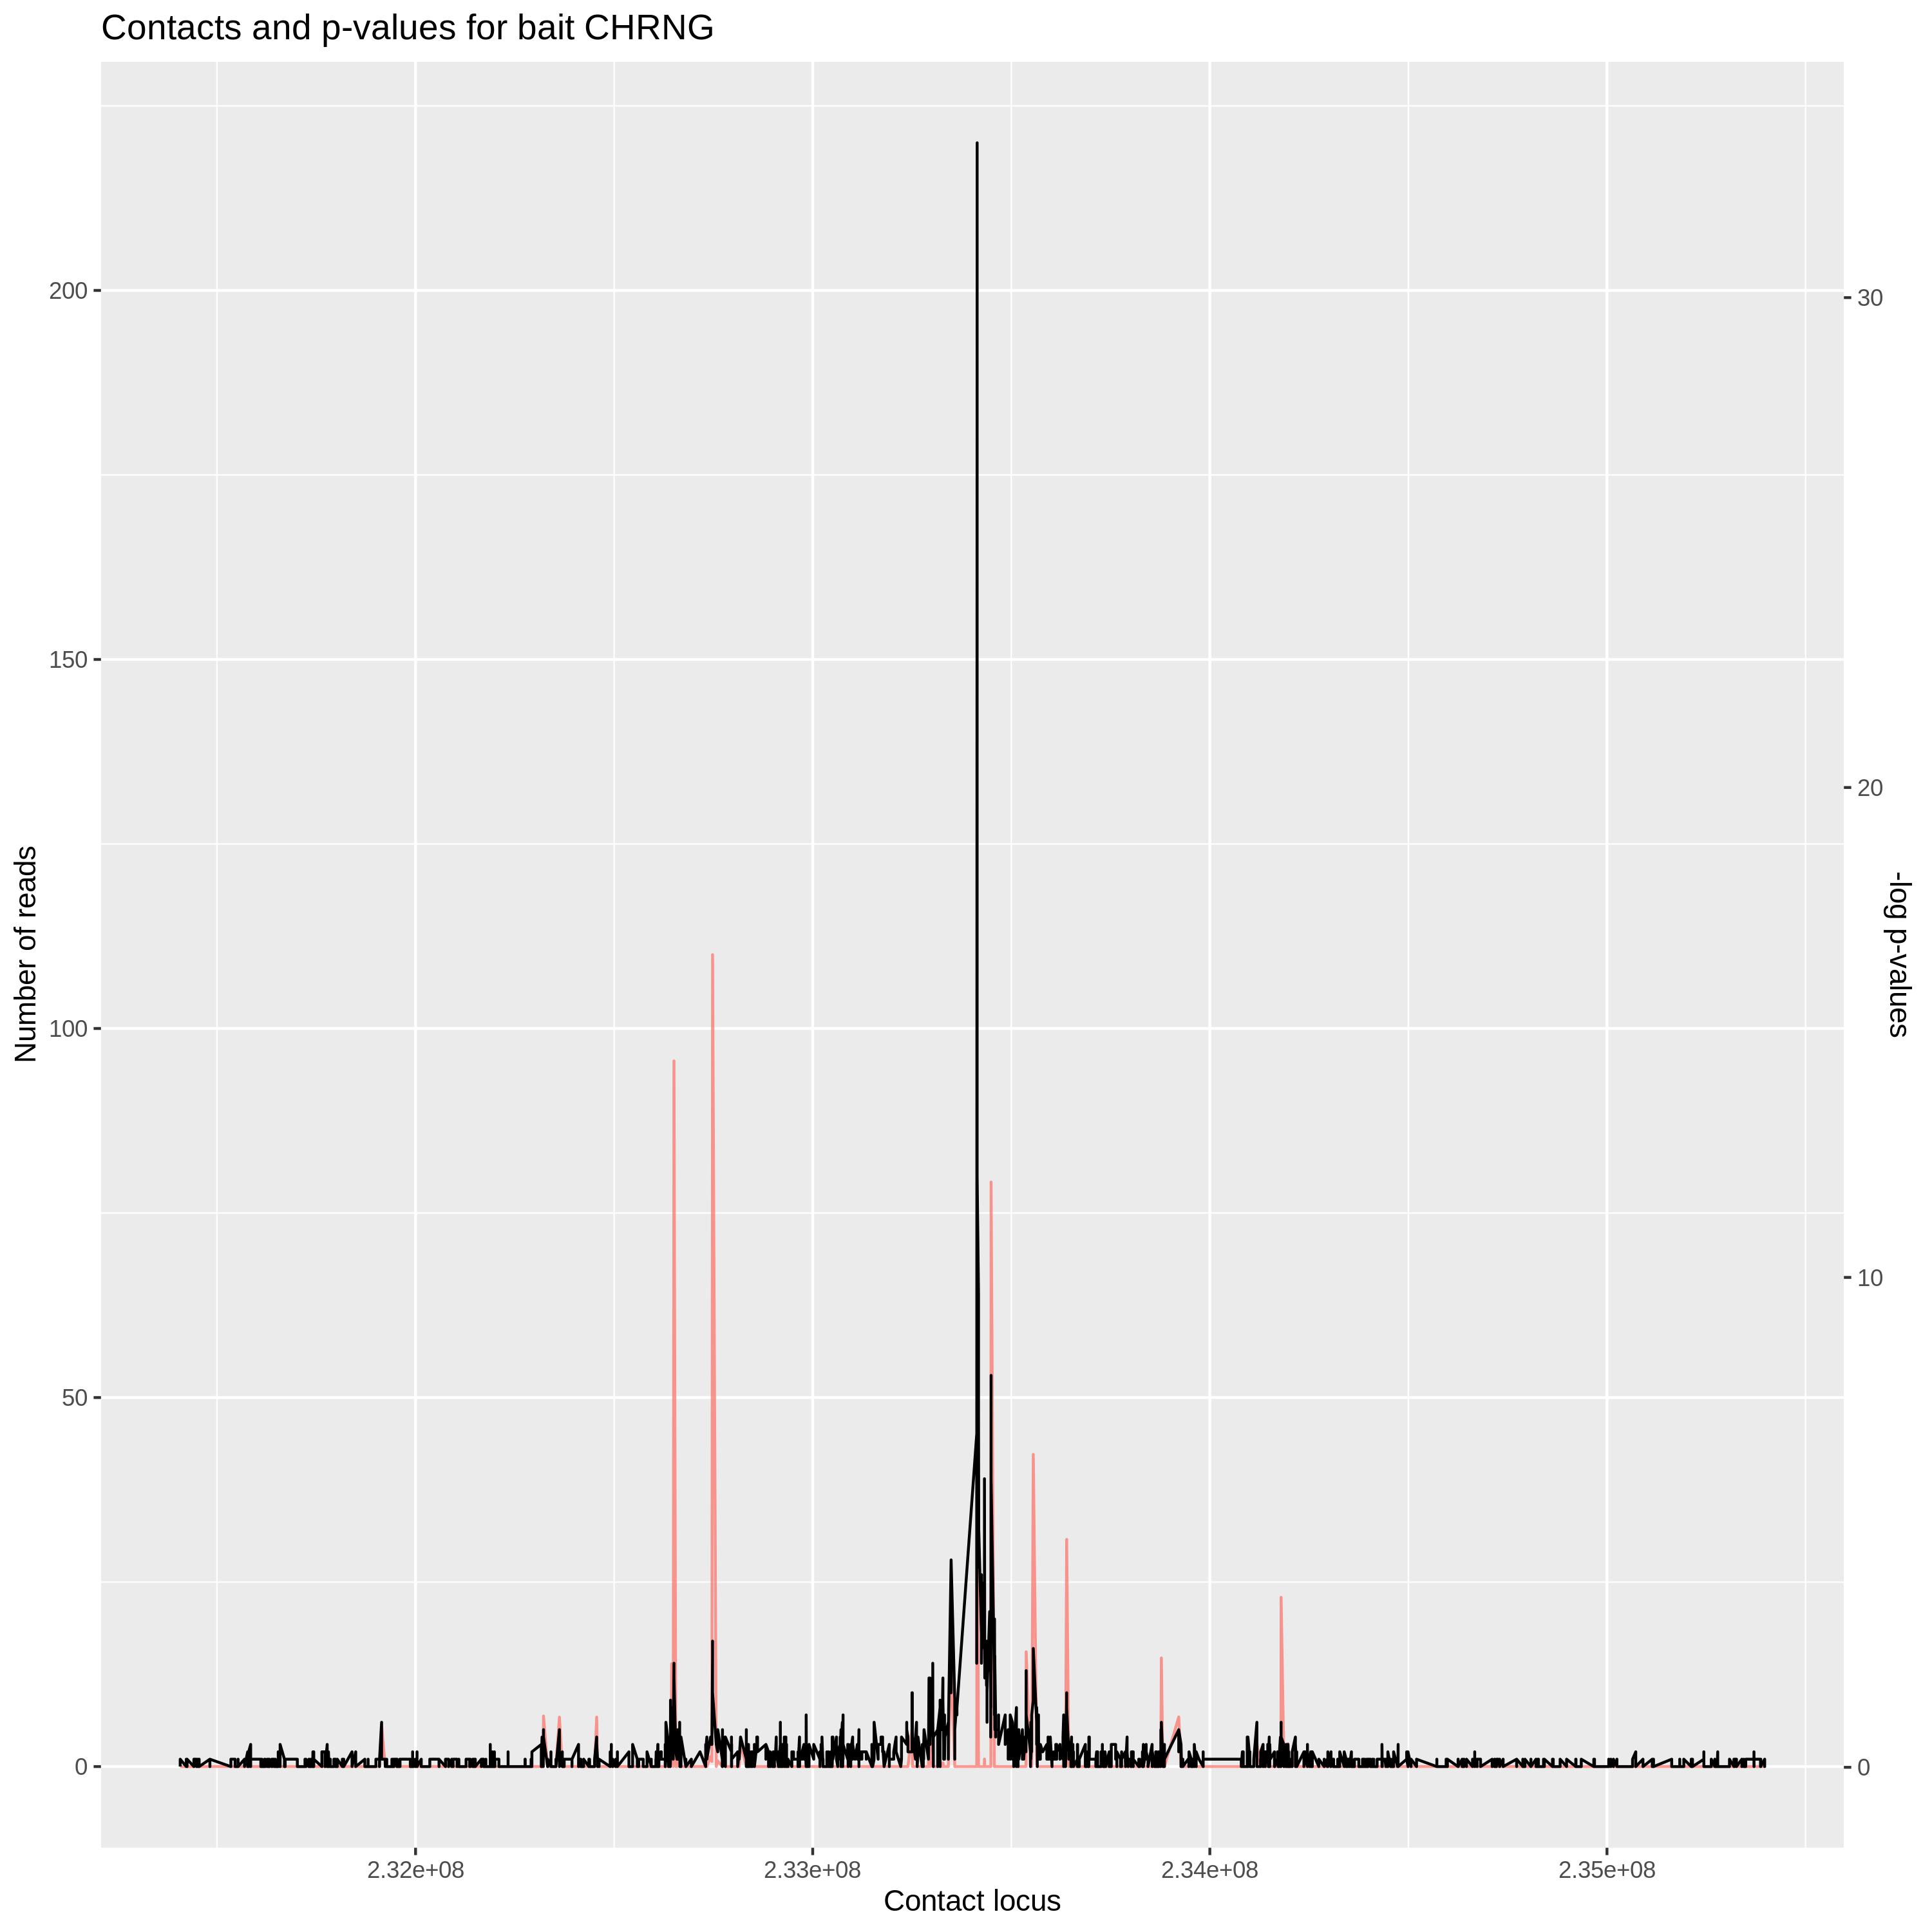 Contacts and p-values for bait CHRNG
200
150
100
50
0
Number of reads
30
20
10
0
-log p-values
2.32e+08 2.33e+08 2.34e+08 2.35e+08
Contact locus